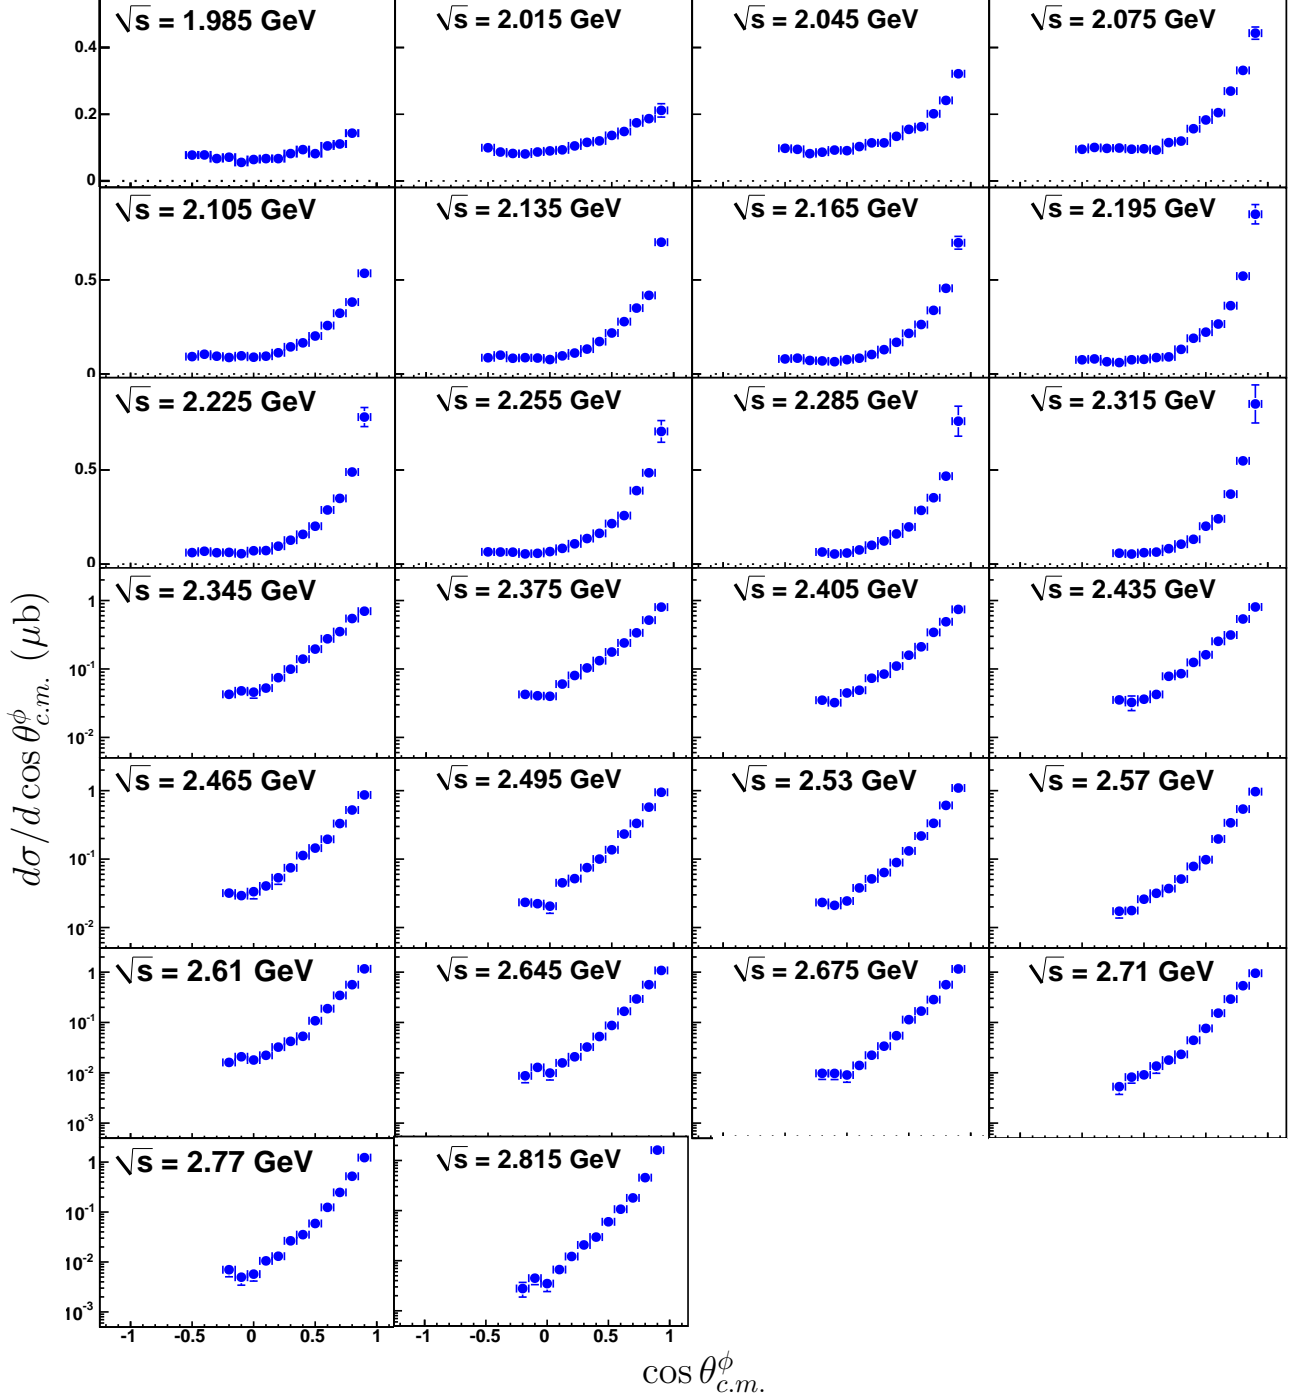 √s = 1.985 GeV
√s = 2.015 GeV
√s = 2.045 GeV
√s = 2.075 GeV
0.4
0.2
0
√s = 2.105 GeV
√s = 2.135 GeV
√s = 2.165 GeV
√s = 2.195 GeV
0.5
0
√s = 2.225 GeV
√s = 2.255 GeV
√s = 2.285 GeV
√s = 2.315 GeV
0.5
0
√s = 2.345 GeV
√s = 2.375 GeV
√s = 2.405 GeV
√s = 2.435 GeV
1
10⁻¹
10⁻²
√s = 2.465 GeV
√s = 2.495 GeV
√s = 2.53 GeV
√s = 2.57 GeV
1
10⁻¹
10⁻²
√s = 2.61 GeV
√s = 2.645 GeV
√s = 2.675 GeV
√s = 2.71 GeV
1
10⁻¹
10⁻²
10⁻³
√s = 2.77 GeV
√s = 2.815 GeV
1
10⁻¹
10⁻²
10⁻³
-1 -0.5 0 0.5 1 -1 -0.5 0 0.5 1
dσ/d cos θ^ϕ_c.m. (μb)
cos θ^ϕ_c.m.